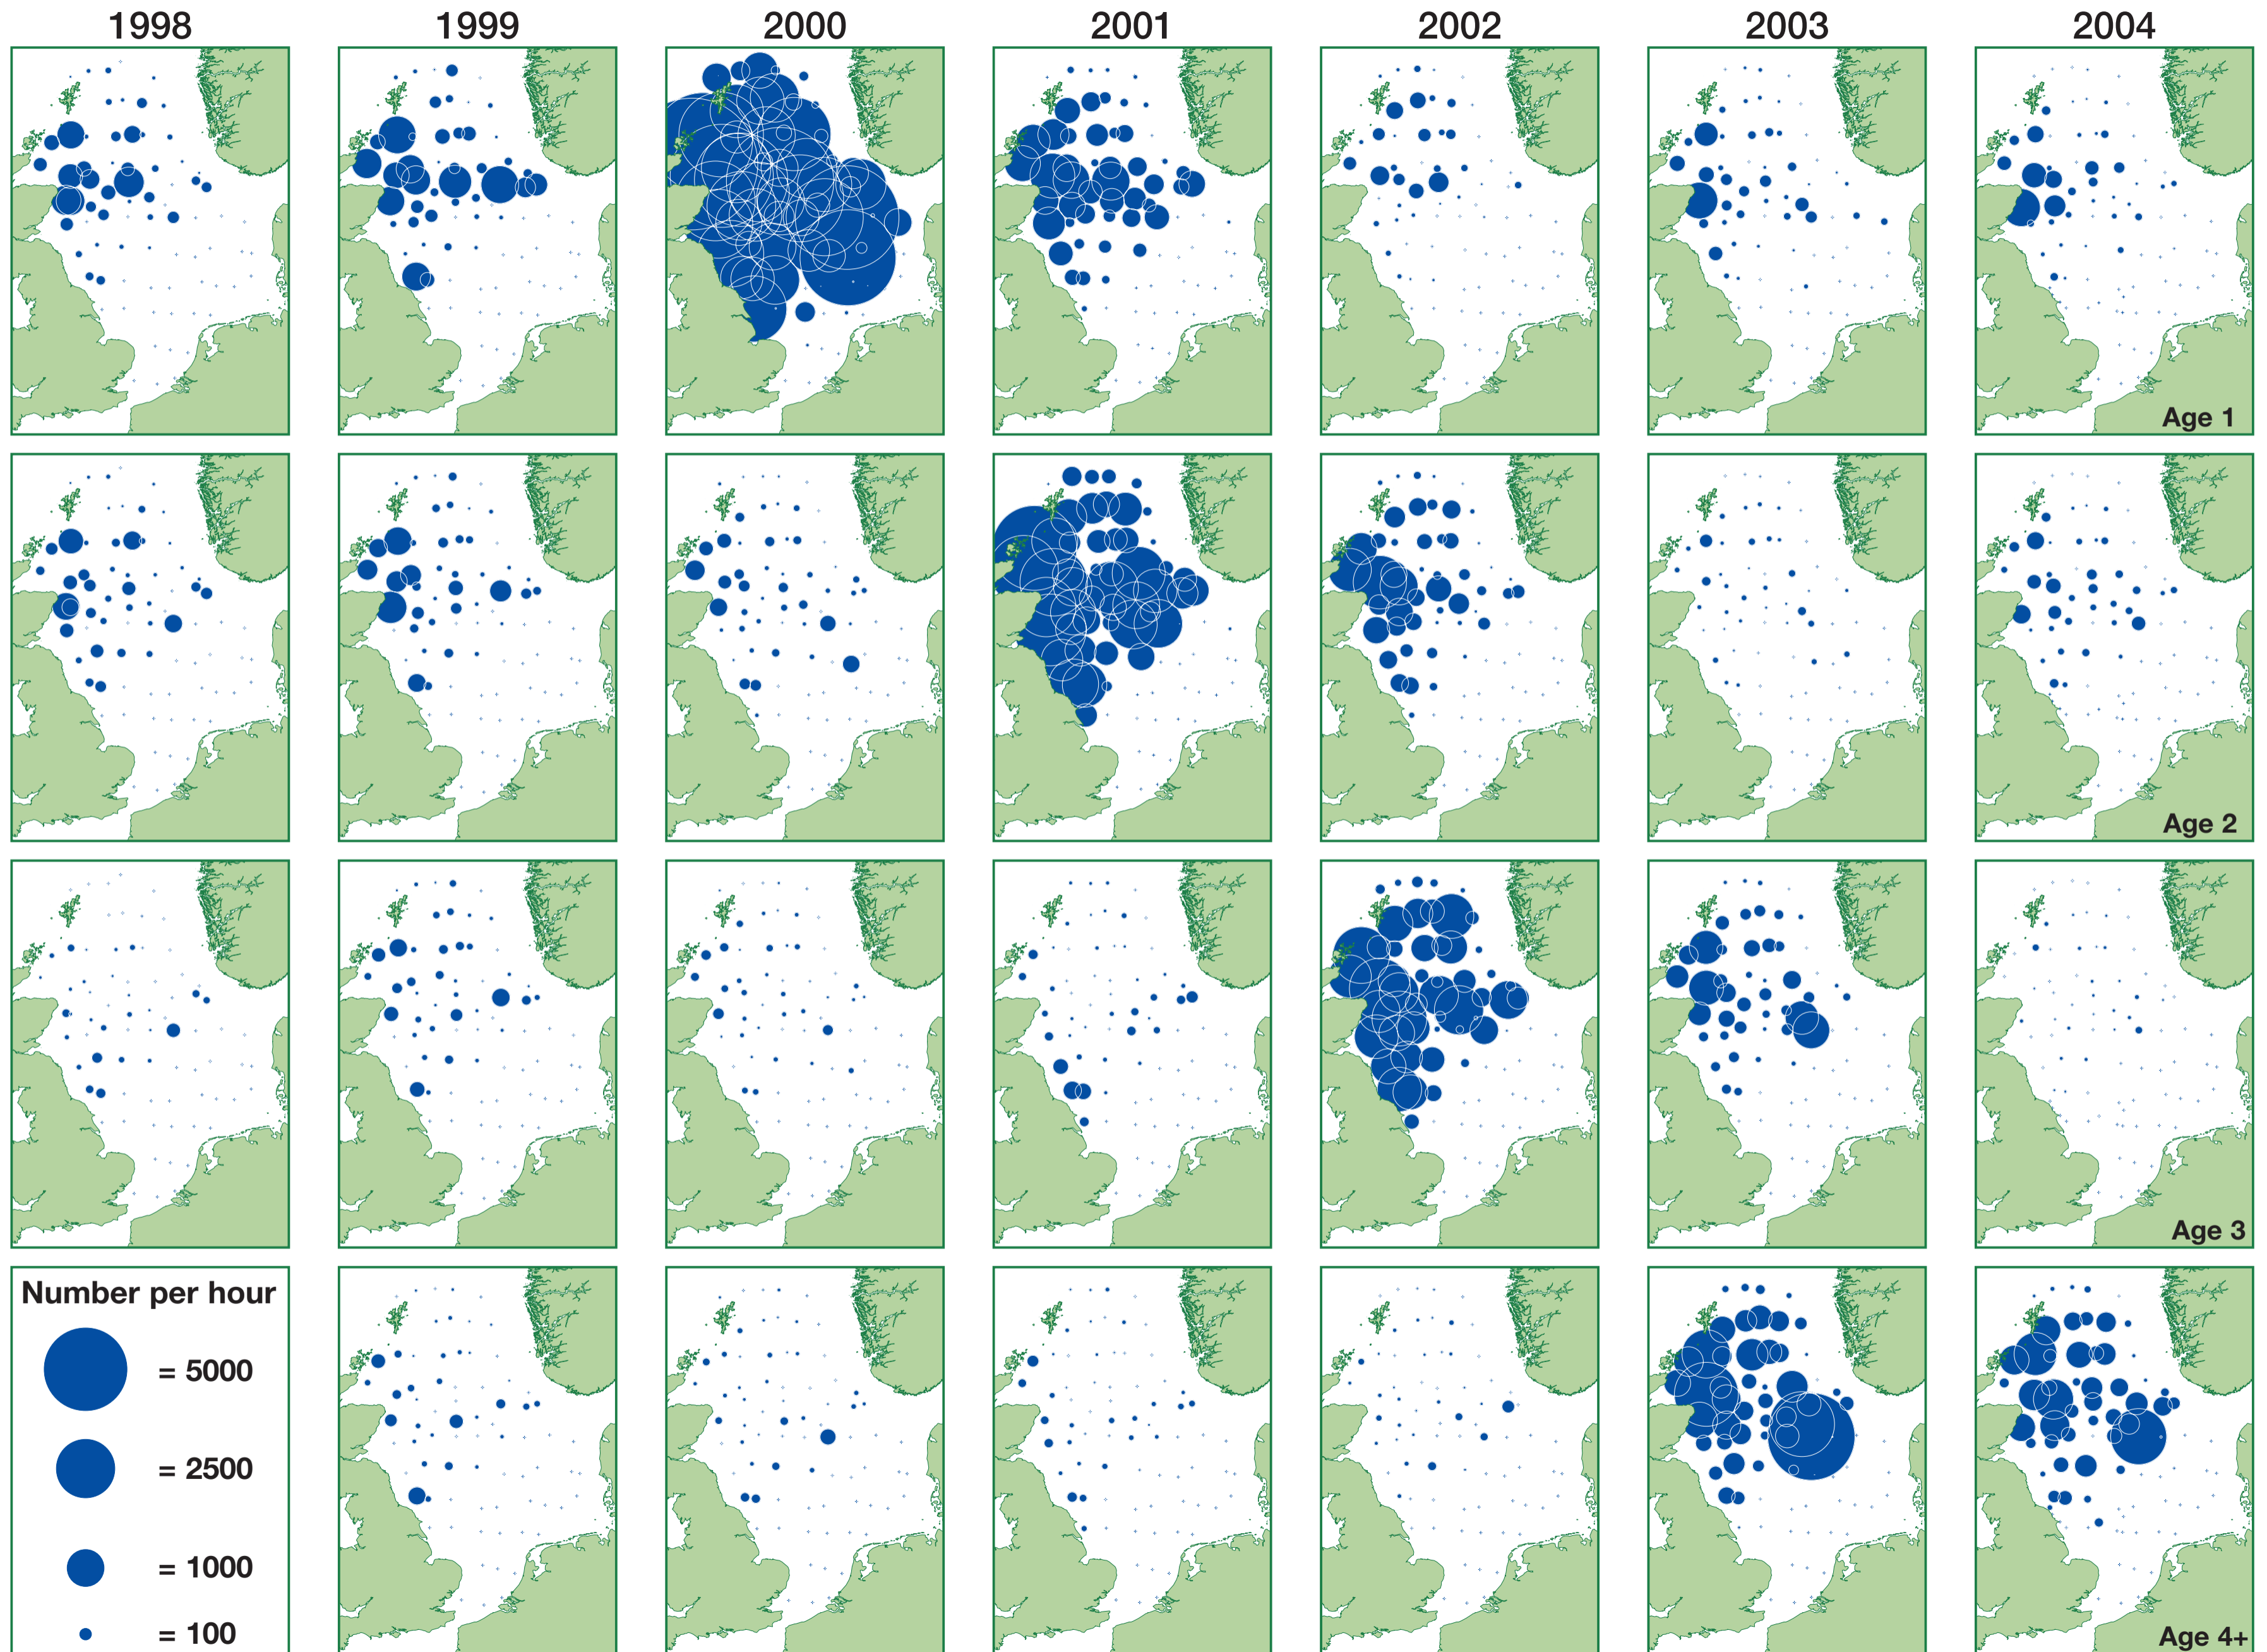 1998 1999 2000 2001 2002 2003 2004
Age 1
Age 2
Age 3
Number per hour
= 5000
= 2500
= 1000
= 100
Age 4+